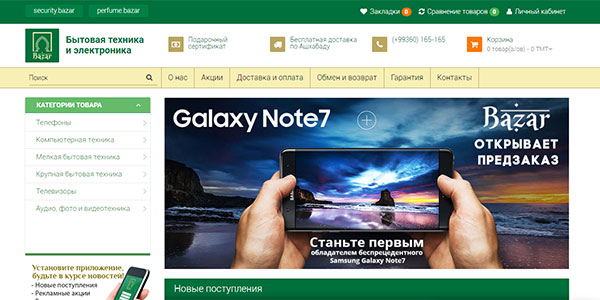 security.bazar
perfume.bazar
Закладки 0
Сравнение товаров 0
Личный кабинет
Bazar
Бытовая техника
и электроника
Подарочный
сертификат
Бесплатная доставка
по Ашхабаду
(+99360) 165-165
Корзина
0 товар(а/ов) - 0 TMT
Поиск
О нас
Акции
Доставка и оплата
Обмен и возврат
Гарантия
Контакты
КАТЕГОРИИ ТОВАРА
Телефоны
Компьютерная техника
Мелкая бытовая техника
Крупная бытовая техника
Телевизоры
Аудио, фото и видеотехника
Galaxy Note7
Bazar
ОТКРЫВАЕТ
ПРЕДЗАКАЗ
Станьте первым
обладателем беспрецедентного
Samsung Galaxy Note7
Установите приложение,
будьте в курсе новостей!
- Новые поступления
- Рекламные акции
Новые поступления